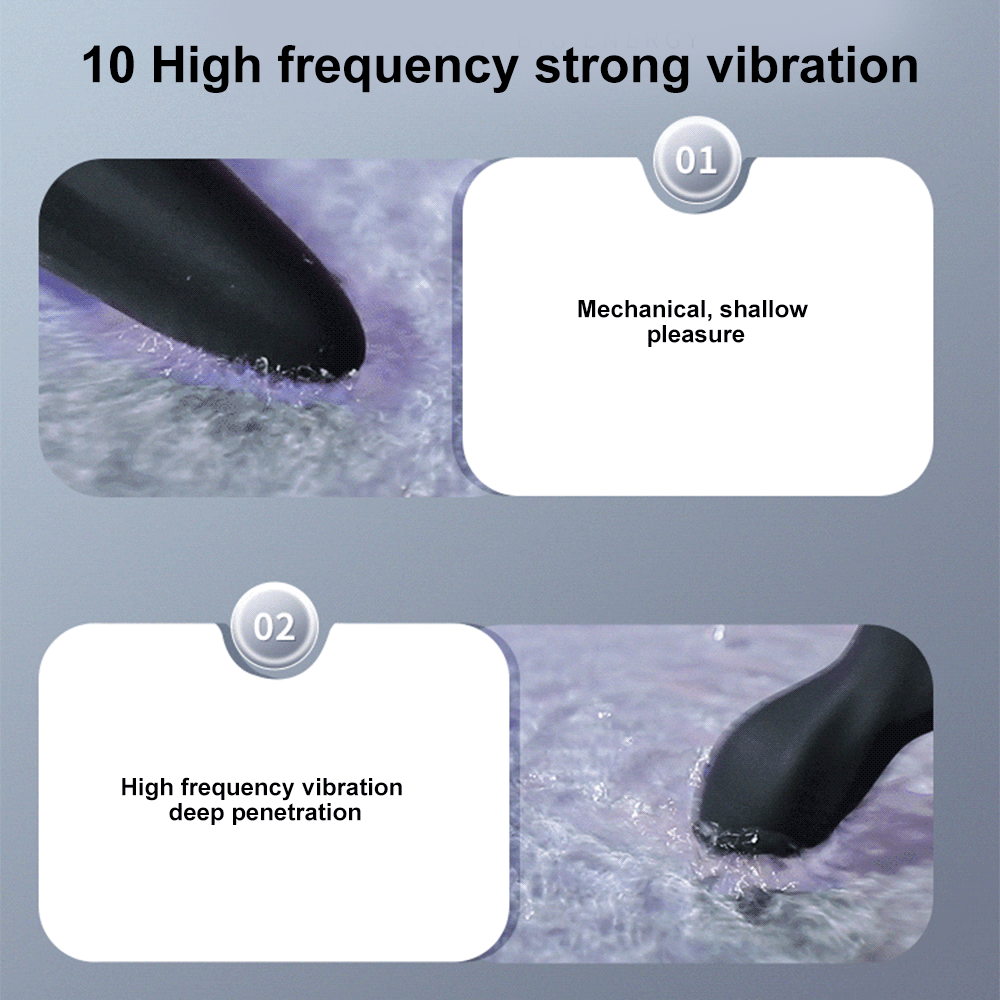 10 High frequency strong vibration
01
Mechanical, shallow
pleasure
02
High frequency vibration
deep penetration